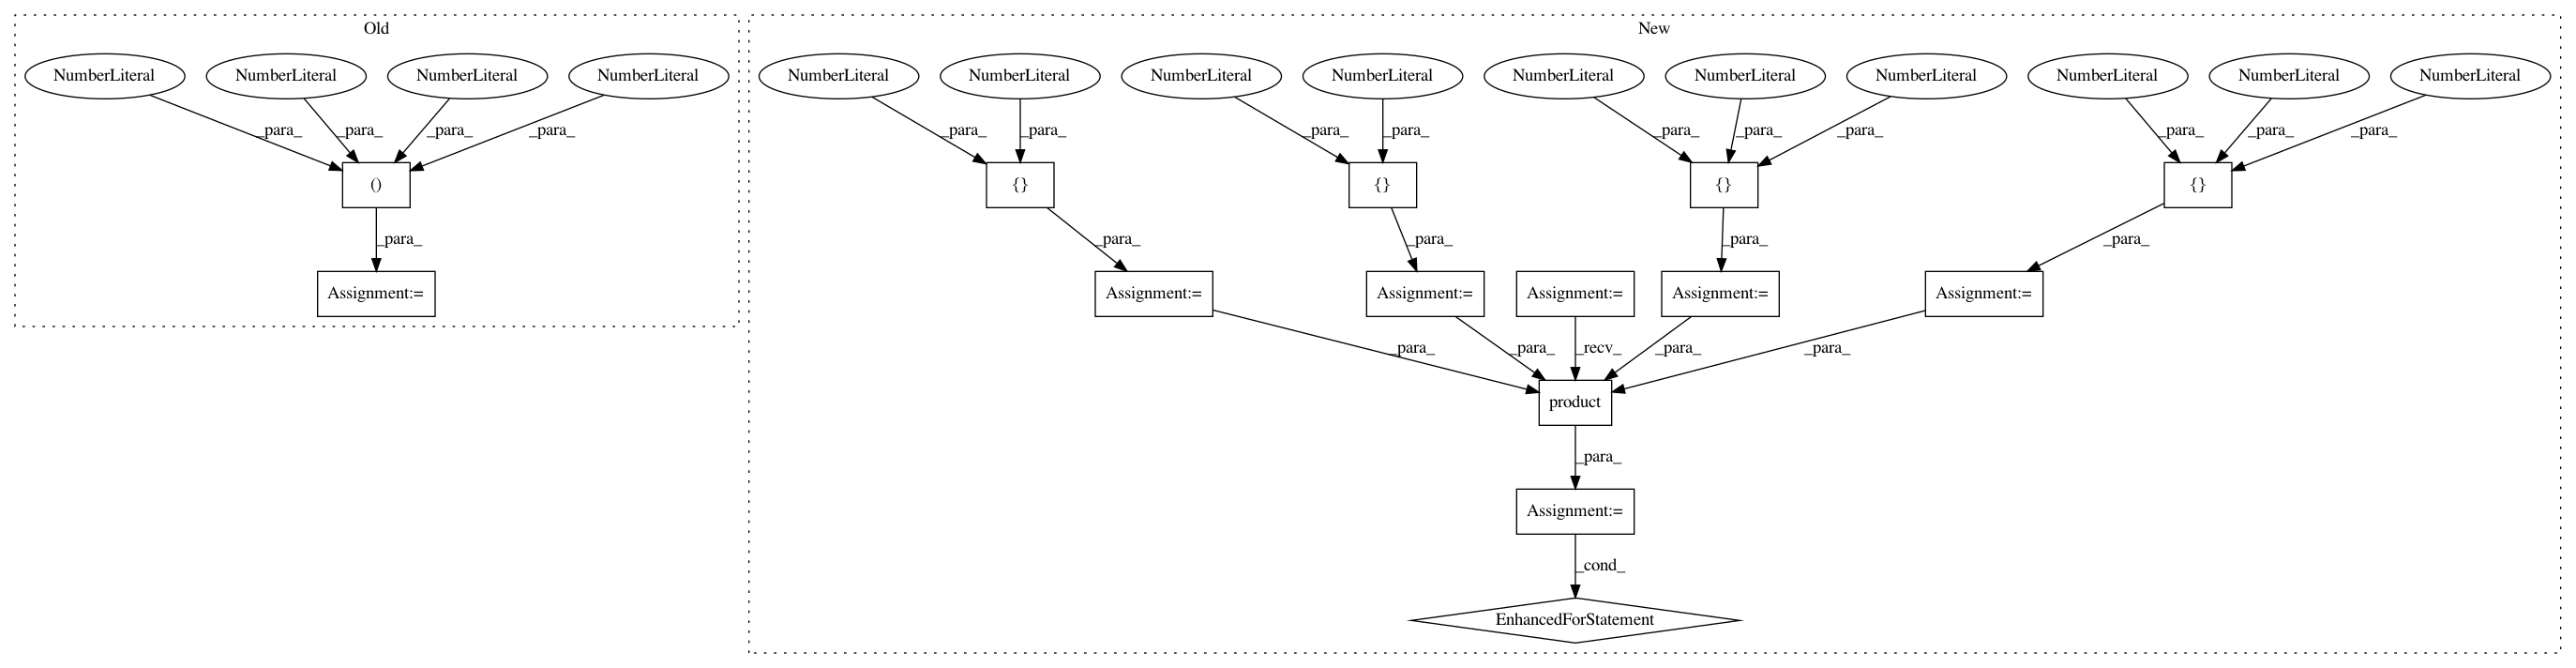 Old
New
NumberLiteral NumberLiteral NumberLiteral NumberLiteral NumberLiteral NumberLiteral NumberLiteral NumberLiteral NumberLiteral NumberLiteral NumberLiteral NumberLiteral NumberLiteral NumberLiteral
_para_ _para_ _para_ _para_ _para_ _para_ _para_ _para_ _para_ _para_ _para_ _para_ _para_ _para_
() {} {} {} {}
_para_ _para_ _para_ _para_ _para_
Assignment:= Assignment:= Assignment:= Assignment:= Assignment:= Assignment:=
_para_ _para_ _recv_ _para_ _para_
product
_para_
Assignment:=
_cond_
EnhancedForStatement